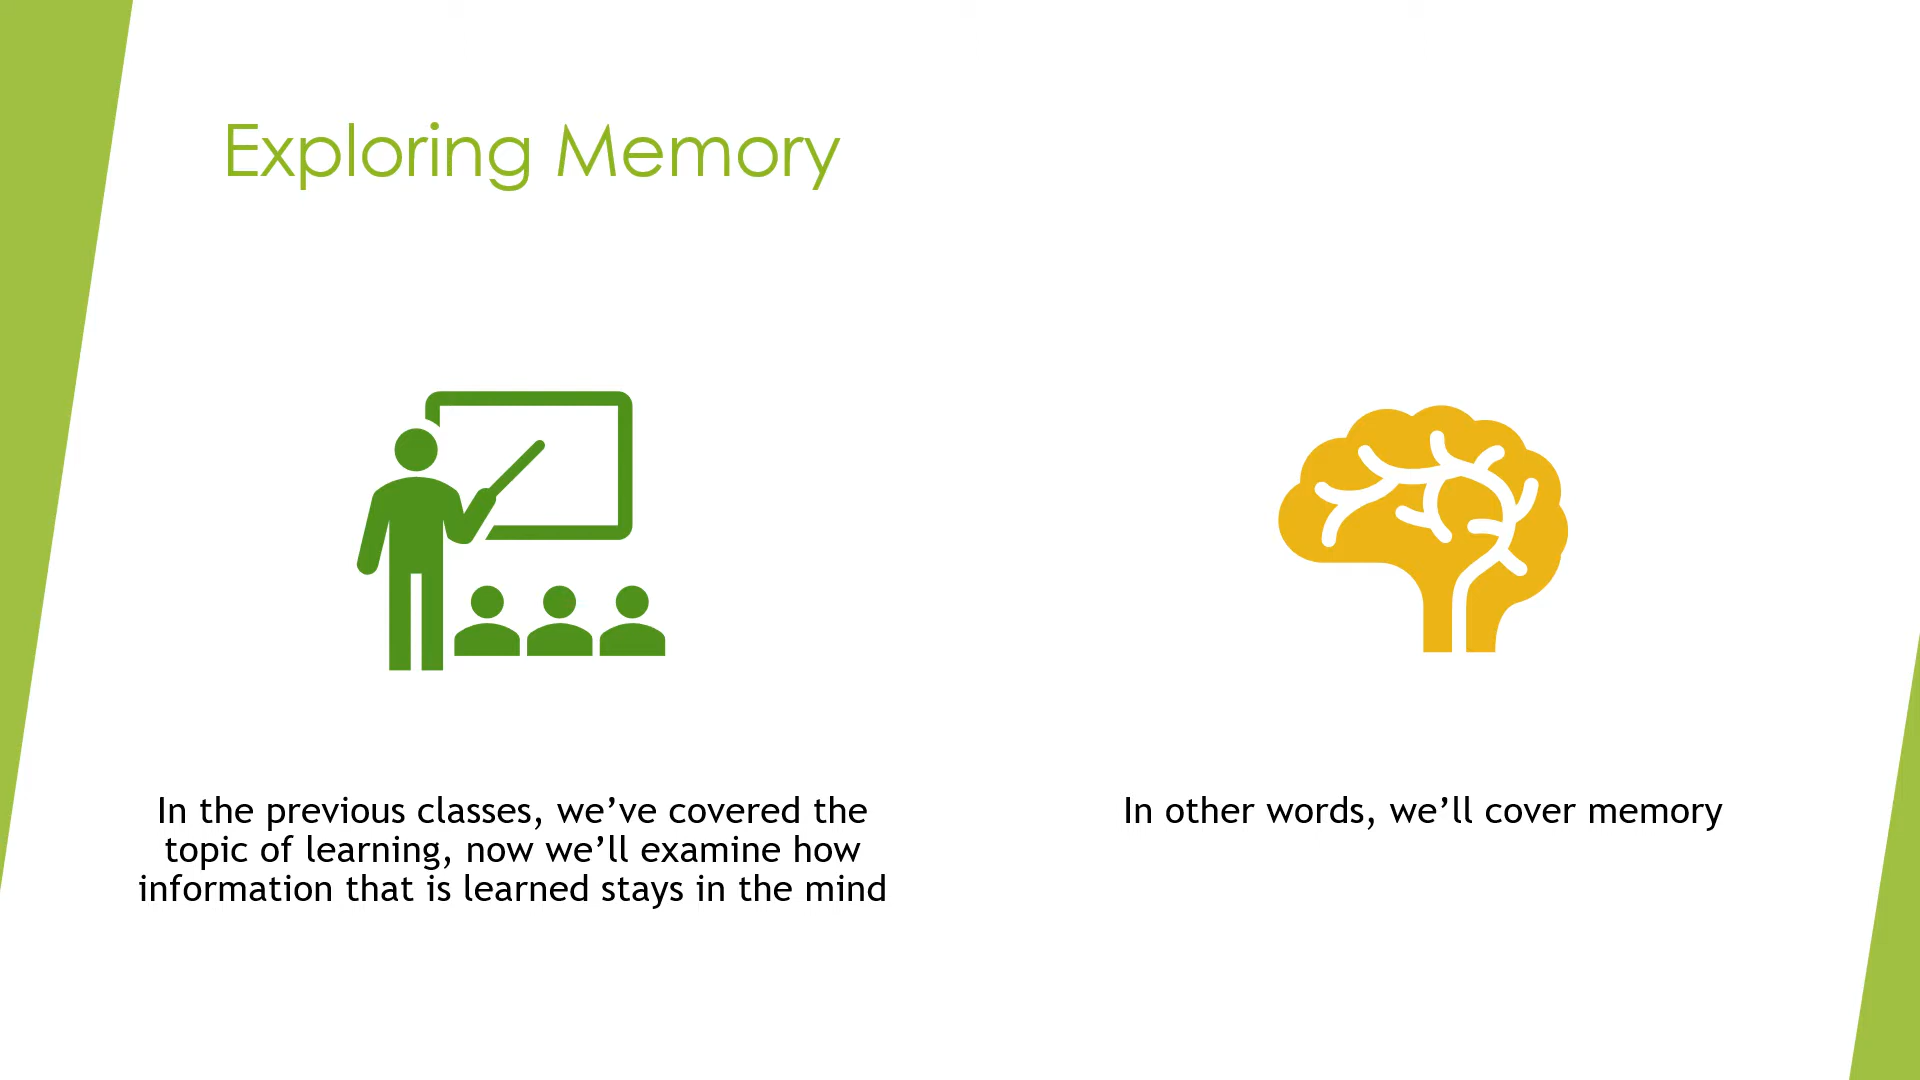 Exploring Memory
In the previous classes, we’ve covered the
topic of learning, now we’ll examine how
information that is learned stays in the mind
In other words, we’ll cover memory